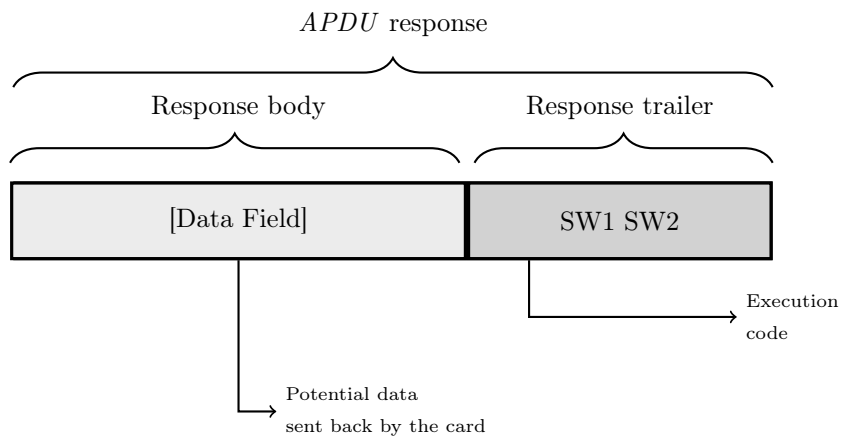 APDU response
Response body
Response trailer
[Data Field]
SW1 SW2
Execution
code
Potential data
sent back by the card